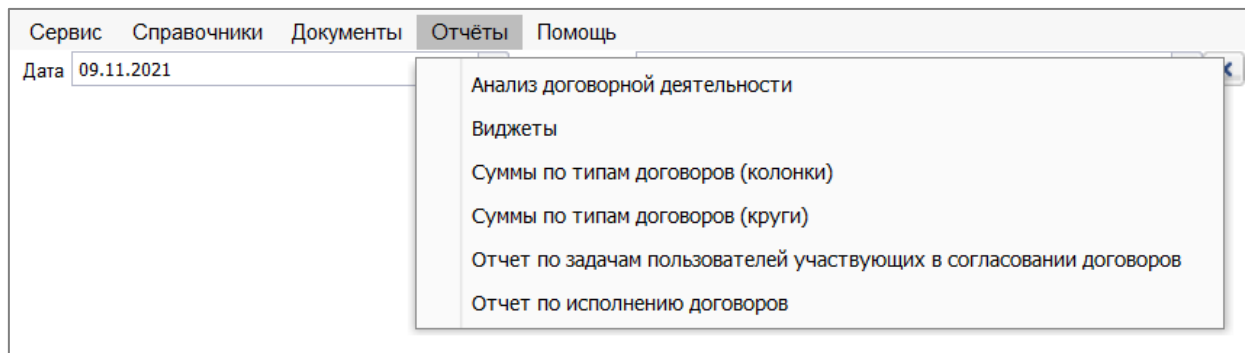 Сервис Справочники Документы Отчёты Помощь
Дата 09.11.2021
Анализ договорной деятельности
Виджеты
Суммы по типам договоров (колонки)
Суммы по типам договоров (круги)
Отчет по задачам пользователей участвующих в согласовании договоров
Отчет по исполнению договоров